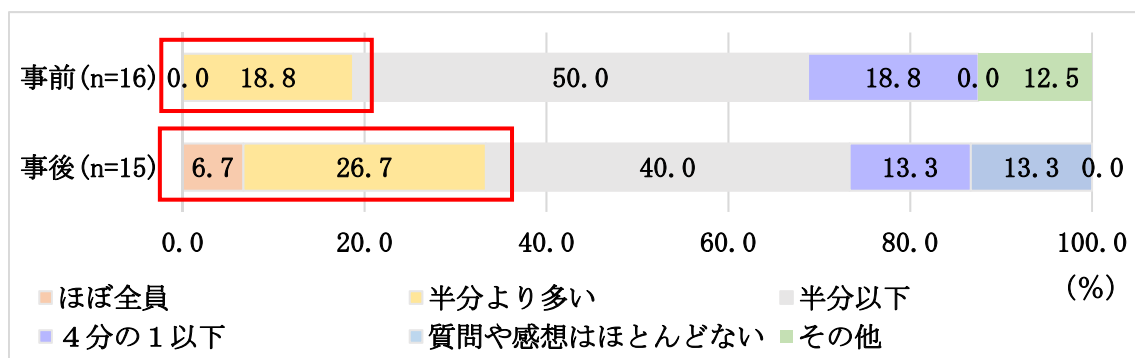 事前(n=16) 0.0 18.8 50.0 18.8 0.0 12.5
事後(n=15) 6.7 26.7 40.0 13.3 13.3 0.0
0.0 20.0 40.0 60.0 80.0 100.0
(%)
ほぼ全員 半分より多い 半分以下
４分の１以下 質問や感想はほとんどない その他